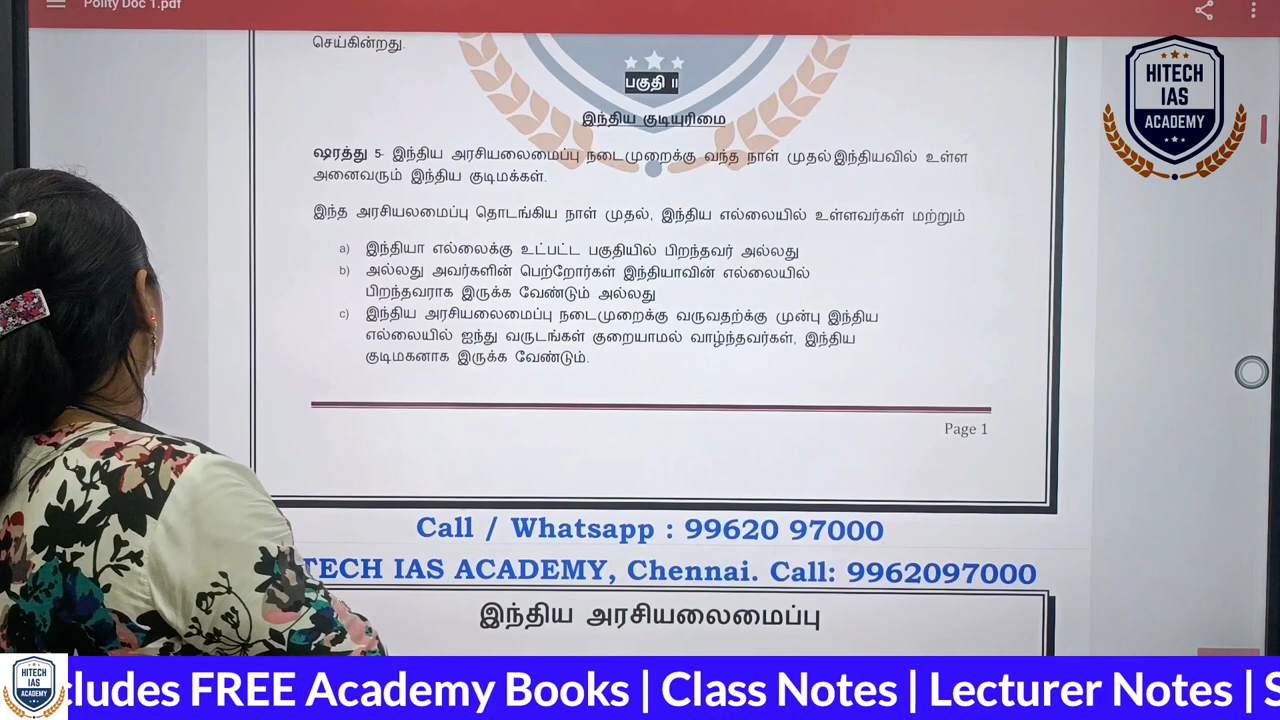 Polity Doc 1.pdf
செய்கின்றது.
பகுதி II
இந்திய குடியுரிமை
ஷரத்து 5- இந்திய அரசியலைமைப்பு நடைமுறைக்கு வந்த நாள் முதல்இந்தியவில் உள்ள
அனைவரும் இந்திய குடிமக்கள்.
இந்த அரசியலமைப்பு தொடங்கிய நாள் முதல், இந்திய எல்லையில் உள்ளவர்கள் மற்றும்
a) இந்தியா எல்லைக்கு உட்பட்ட பகுதியில் பிறந்தவர் அல்லது
b) அல்லது அவர்களின் பெற்றோர்கள் இந்தியாவின் எல்லையில்
பிறந்தவராக இருக்க வேண்டும் அல்லது
c) இந்திய அரசியலைமைப்பு நடைமுறைக்கு வருவதற்க்கு முன்பு இந்திய
எல்லையில் ஐந்து வருடங்கள் குறையாமல் வாழ்ந்தவர்கள், இந்திய
குடிமகனாக இருக்க வேண்டும்.
Page 1
Call / Whatsapp : 99620 97000
TECH IAS ACADEMY, Chennai. Call: 9962097000
இந்திய அரசியலைமைப்பு
HITECH
IAS
ACADEMY
HITECH
IAS
ACADEMY
cludes FREE Academy Books | Class Notes | Lecturer Notes | S